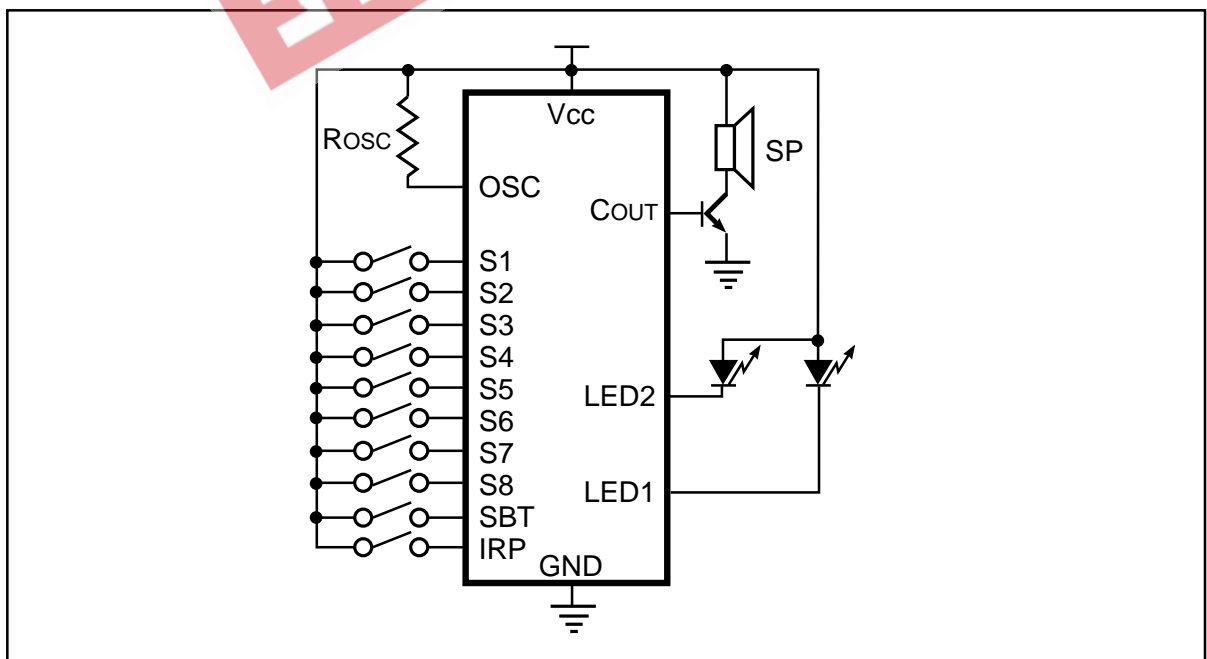 Vcc
ROSC
OSC
SP
COUT
S1
S2
S3
S4
S5
S6
S7
S8
SBT
IRP
LED2
LED1
GND